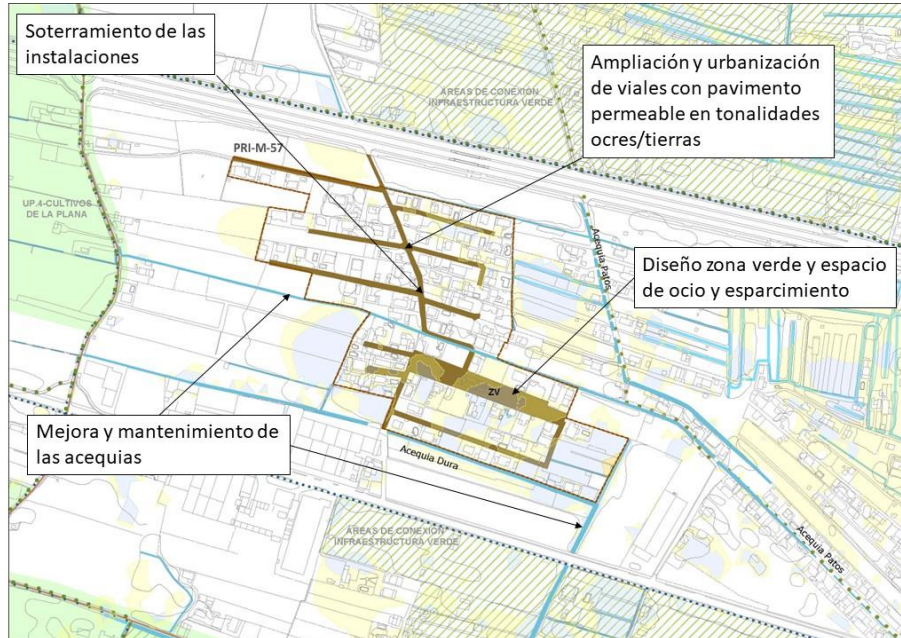 Soterramiento de las
instalaciones
Ampliación y urbanización
de viales con pavimento
permeable en tonalidades
ocres/tierras
ÁREAS DE CONEXIÓN
INFRAESTRUCTURA VERDE
PRI-M-57
UP.4-CULTIVOS
DE LA PLANA
Acequia Patos
Diseño zona verde y espacio
de ocio y esparcimiento
ZV
Mejora y mantenimiento de
las acequias
Acequia Dura
ÁREAS DE CONEXIÓN
INFRAESTRUCTURA VERDE
Acequia Patos